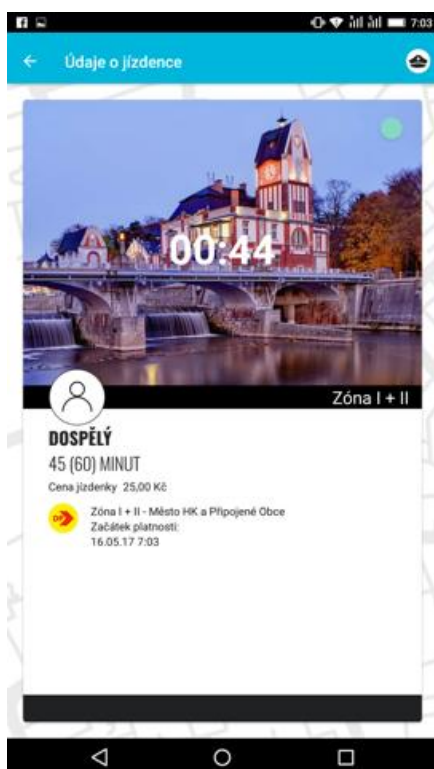 7:03
Údaje o jízdence
00:44
Zóna I + II
DOSPĚLÝ
45 (60) MINUT
Cena jízdenky 25,00 Kč
DP
Zóna I + II - Město HK a Připojené Obce
Začátek platnosti:
16.05.17 7:03